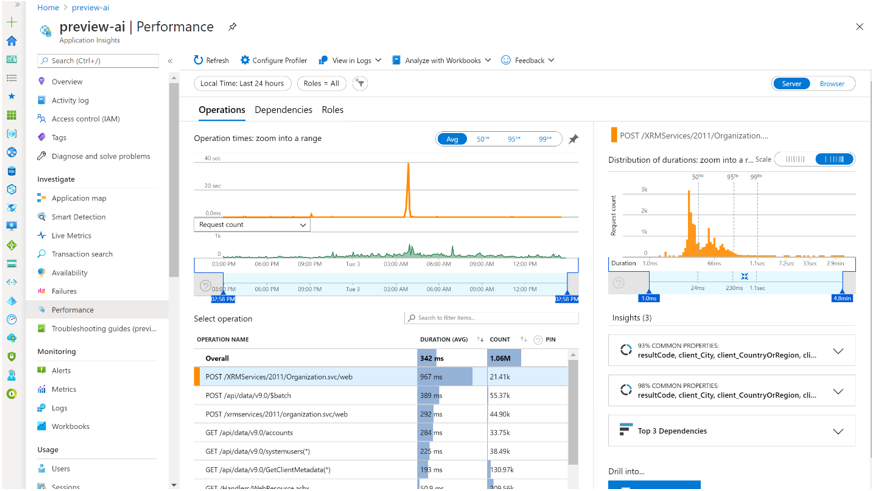 Home > preview-ai
preview-ai | Performance
Application Insights
Search (Ctrl+/)
Overview
Activity log
Access control (IAM)
Tags
Diagnose and solve problems
Investigate
Application map
Smart Detection
Live Metrics
Transaction search
Availability
Failures
Performance
Troubleshooting guides (previ...
Monitoring
Alerts
Metrics
Logs
Workbooks
Usage
Users
Sessions
Refresh
Configure Profiler
View in Logs
Analyze with Workbooks
Feedback
Local Time: Last 24 hours
Roles = All
Server
Browser
Operations
Dependencies
Roles
Operation times: zoom into a range
Avg
50th
95th
99th
40 sec
20 sec
0.0ms
Request count
1k
0
03:00 PM 06:00 PM 09:00 PM Tue 3 03:00 AM 06:00 AM 09:00 AM 12:00 PM
06:00 PM 09:00 PM Tue 3 03:00 AM 06:00 AM 09:00 AM 12:00 PM
02:58 PM
02:58 PM
Select operation
Search to filter items...
OPERATION NAME DURATION (AVG) COUNT PIN
Overall 342 ms 1.06M
POST /XRMServices/2011/Organization.svc/web 967 ms 21.41k
POST /api/data/v9.0/$batch 389 ms 55.37k
POST /xrmservices/2011/organization.svc/web 292 ms 44.90k
GET /api/data/v9.0/accounts 284 ms 33.75k
GET /api/data/v9.0/systemusers(*) 225 ms 38.49k
GET /api/data/v9.0/GetClientMetadata(*) 193 ms 130.97k
GET /Handlers/WebResource.ashx 50.9 ms 209.56k
POST /XRMServices/2011/Organization....
Distribution of durations: zoom into a r...
Scale
50th 95th 99th
Request count
3k
2k
1k
0
Duration 1.0ms 66ms 1.1sec 7.2sec 33sec 2.9min
24ms 230ms 1.1sec
1.0ms
4.8min
Insights (3)
93% COMMON PROPERTIES:
resultCode, client_City, client_CountryOrRegion, cli...
98% COMMON PROPERTIES:
resultCode, client_City, client_CountryOrRegion, cli...
Top 3 Dependencies
Drill into...